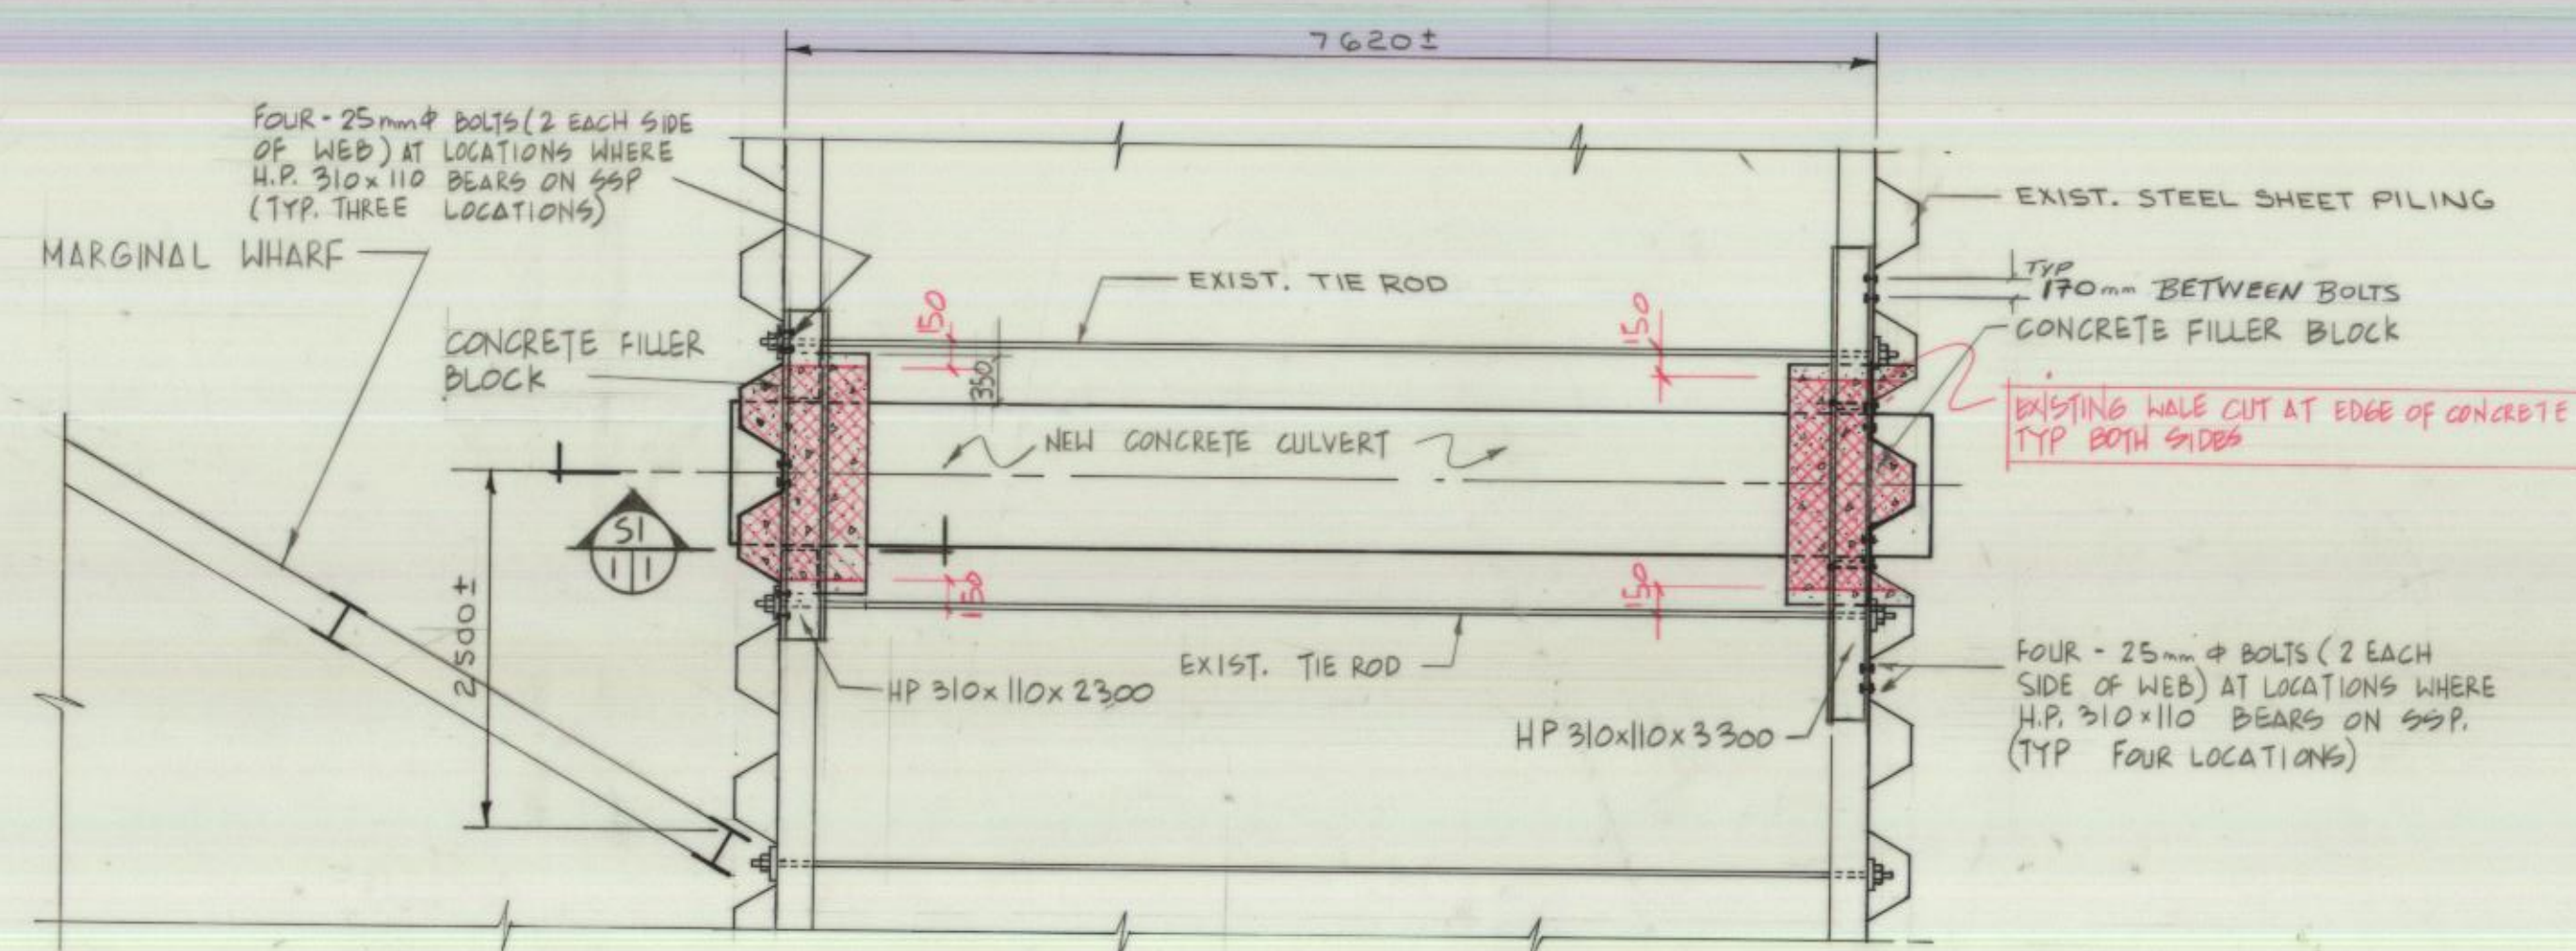 7620±
FOUR - 25mmφ BOLTS (2 EACH SIDE
OF WEB) AT LOCATIONS WHERE
H.P. 310x110 BEARS ON SSP
(TYP. THREE LOCATIONS)
MARGINAL WHARF
EXIST. STEEL SHEET PILING
EXIST. TIE ROD
TYP
170mm BETWEEN BOLTS
150
150
CONCRETE FILLER
BLOCK
CONCRETE FILLER BLOCK
350
EXISTING WALE CUT AT EDGE OF CONCRETE
TYP BOTH SIDES
NEW CONCRETE CULVERT
S1
1 1
2500±
150
150
EXIST. TIE ROD
HP 310x110x2300
HP 310x110x3300
FOUR - 25mm φ BOLTS (2 EACH
SIDE OF WEB) AT LOCATIONS WHERE
H.P. 310x110 BEARS ON SSP.
(TYP FOUR LOCATIONS)